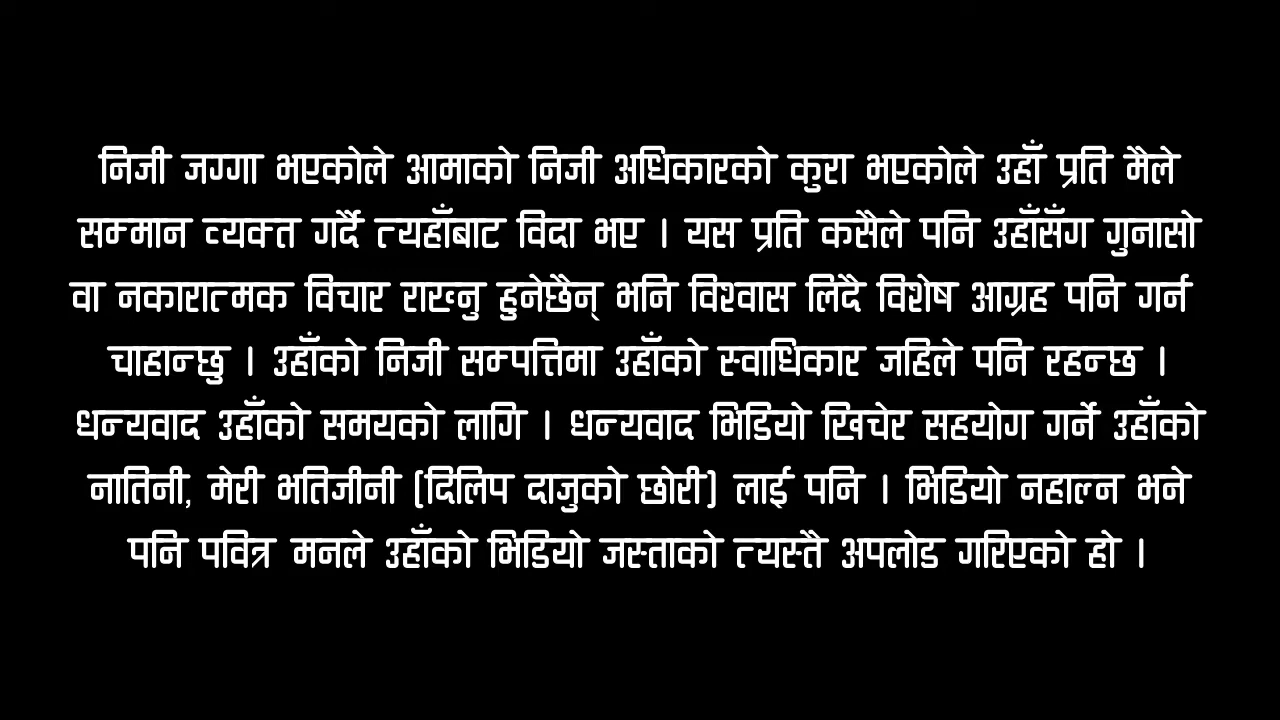 निजी जग्गा भएकोले आमाको निजी अधिकारको कुरा भएकोले उहाँ प्रति मैले
सम्मान व्यक्त गर्दै त्यहाँबाट विदा भए । यस प्रति कसैले पनि उहाँसँग गुनासो
वा नकारात्मक विचार राख्नु हुनेछैन् भनि विश्वास लिदै विशेष आग्रह पनि गर्न
चाहान्छु । उहाँको निजी सम्पत्तिमा उहाँको स्वाधिकार जहिले पनि रहन्छ ।
धन्यवाद उहाँको समयको लागि । धन्यवाद भिडियो खिचेर सहयोग गर्ने उहाँको
नातिनी, मेरी भतिजीनी (दिलिप दाजुको छोरी) लाई पनि । भिडियो नहाल्न भने
पनि पवित्र मनले उहाँको भिडियो जस्ताको त्यस्तै अपलोड गरिएको हो ।